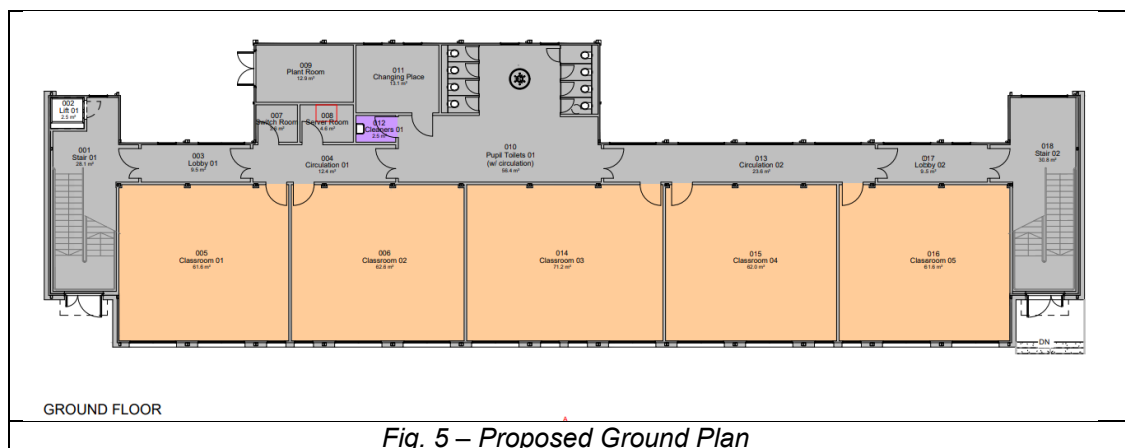 009
Plant Room
12.9 m²
011
Changing Place
13.1 m²
002
Lift 01
2.5 m²
007
Switch Room
008
Server Room
4.6 m²
012
Cleaners 01
2.5 m²
001
Stair 01
28.1 m²
003
Lobby 01
9.5 m²
004
Circulation 01
12.4 m²
010
Pupil Toilets 01
(w/ circulation)
56.4 m²
013
Circulation 02
23.6 m²
017
Lobby 02
9.5 m²
018
Stair 02
30.8 m²
005
Classroom 01
61.6 m²
006
Classroom 02
62.8 m²
014
Classroom 03
71.2 m²
015
Classroom 04
62.0 m²
016
Classroom 05
61.6 m²
DN
GROUND FLOOR
Fig. 5 – Proposed Ground Plan